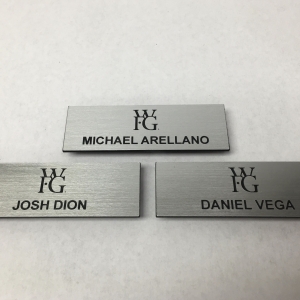 WFG
MICHAEL ARELLANO
WFG
JOSH DION
WFG
DANIEL VEGA